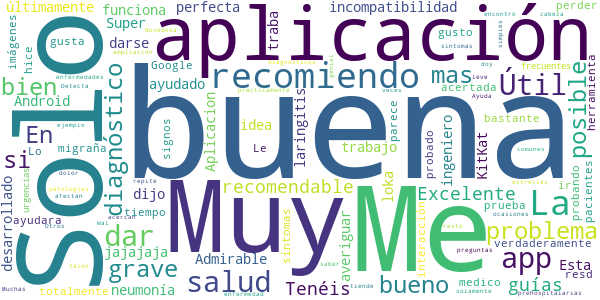 últimamente
funciona
perfecta
incompatibilidad
perder
imágenes
gusta
Super
darse
traba
gusto
síntomas
encontró
cabeza
hice
Google
aplicación
Novedosa
ampliacion
simples
frecuentes
bien
Android
ayudado
recomiendo
mas
acertada
Útil
posible
herramienta
enfermedades
Detecta
signos
practicamente
veces
doy
leve
Ayuda
Solo
diagnóstico
buena
En
Lo
migraña
Aplicacion
idea
Le
laringitis
parece
bastante
ejemplo
trabajo
probado
ingeniero
KitKat
comunes
si
dolor
patologías
afectan
dijo
recomendable
loka
Excelente
La
ir
probando
pacientes
desarrollado
urgencias
repite
ayudara
tiempo
Muy
Me
estrellas
prueba
ocasiones
Otros
acercan
dar
Admirable
síntomas
averiguar
interacción
resto
problema
verdaderamente
Wai
jajajaja
grave
salud
saber
preguntas
app
Esta
resd
totalmente
neumonía
Tenéis
bueno
medico
guías
Muchas
enfermedad
tiende
solamente
prehospitalarios